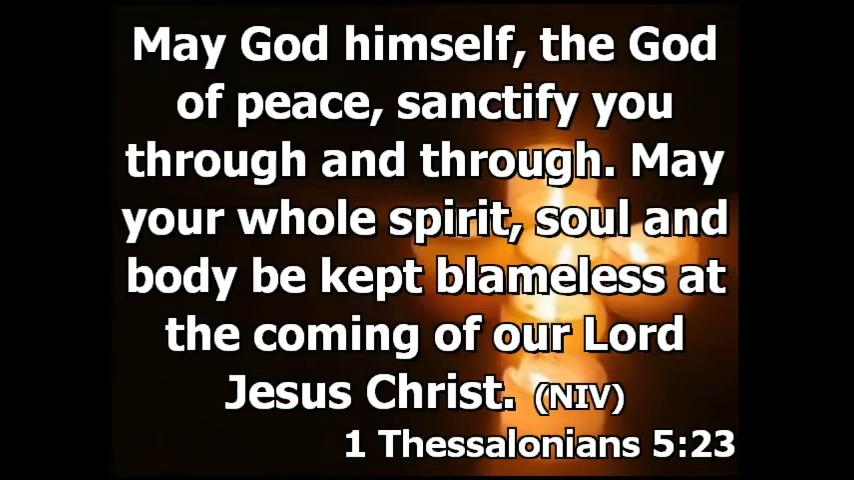 May God himself, the God
of peace, sanctify you
through and through. May
your whole spirit, soul and
body be kept blameless at
the coming of our Lord
Jesus Christ. (NIV)
1 Thessalonians 5:23